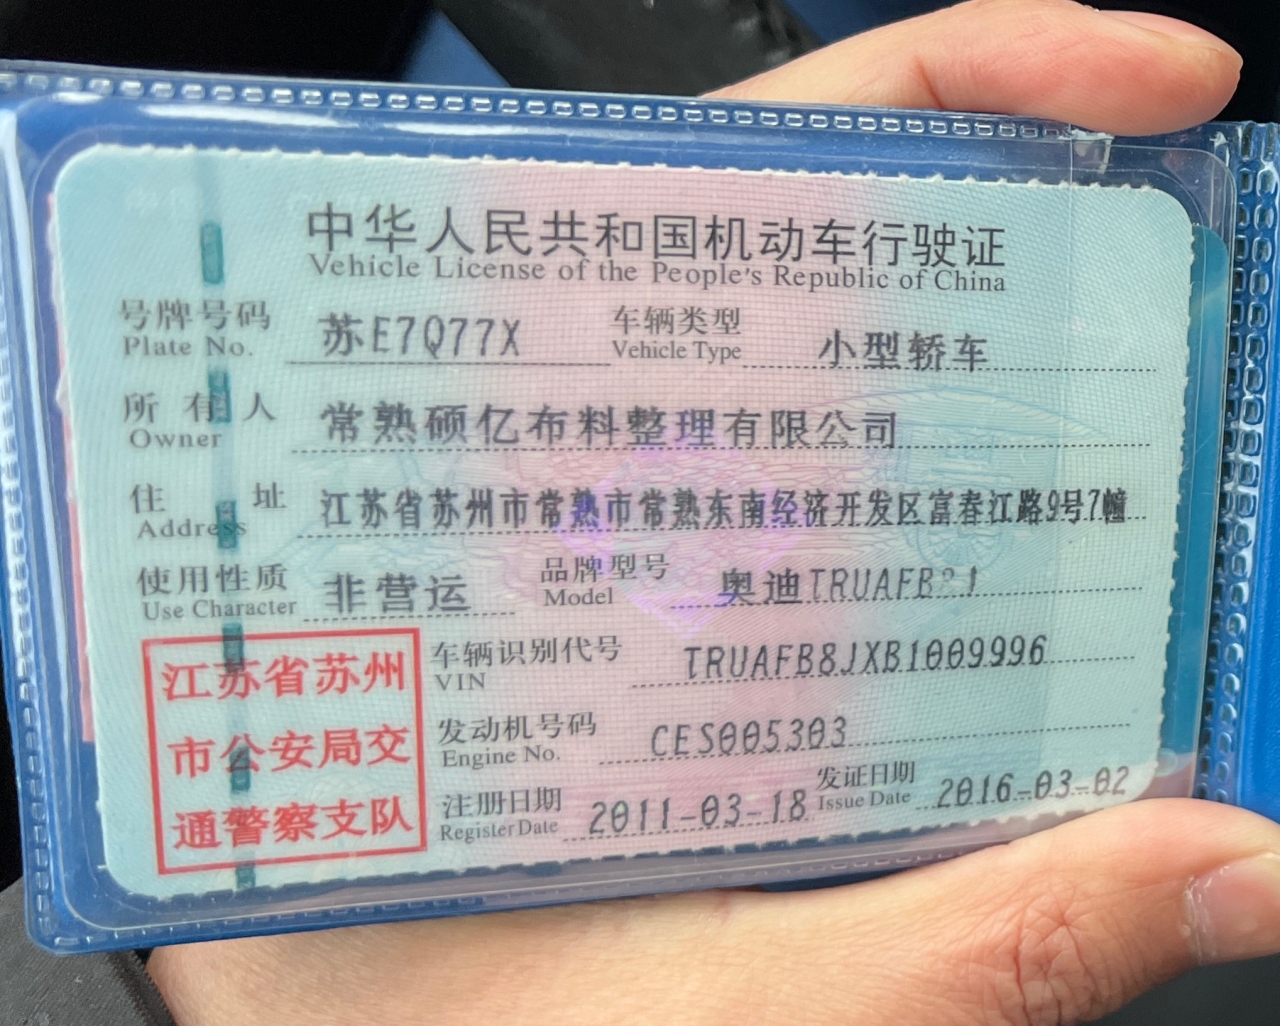 中华人民共和国机动车行驶证
Vehicle License of the People's Republic of China
号牌号码 苏E7Q77X 车辆类型 小型轿车
Plate No. Vehicle Type
所有人 常熟硕亿布料整理有限公司
Owner
住址 江苏省苏州市常熟市常熟东南经济开发区富春江路9号7幢
Address
使用性质 非营运 品牌型号 奥迪
Use Character Model
车辆识别代号 TRUAFB8JXB1009996
VIN
发动机号码 CES005303
Engine No.
注册日期 2011-03-18 发证日期 2016-03-02
Register Date Issue Date
江苏省苏州
市公安局交
通警察支队